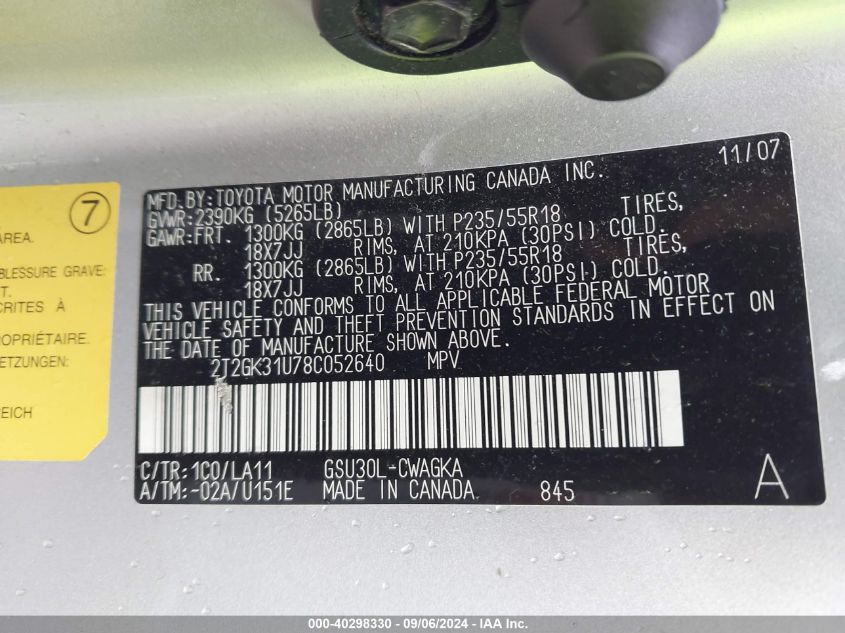 7
AREA.
BLESSURE GRAVE
T.
CRITES À
OPRIÉTAIRE.
ETZUNGEN:
REICH
11/07
MFD. BY: TOYOTA MOTOR MANUFACTURING CANADA INC.
GVWR: 2390KG (5265LB)
GAWR: FRT. 1300KG (2865LB) WITH P235/55R18 TIRES,
18X7JJ RIMS, AT 210KPA (30PSI) COLD.
RR. 1300KG (2865LB) WITH P235/55R18 TIRES,
18X7JJ RIMS, AT 210KPA (30PSI) COLD.
THIS VEHICLE CONFORMS TO ALL APPLICABLE FEDERAL MOTOR
VEHICLE SAFETY AND THEFT PREVENTION STANDARDS IN EFFECT ON
THE DATE OF MANUFACTURE SHOWN ABOVE.
2T2GK31U78C052640 MPV
C/TR: 1C0/LA11 GSU30L-CWAGKA
A/TM: -02A/U151E MADE IN CANADA 845 A
000-40298330 - 09/06/2024 - IAA Inc.